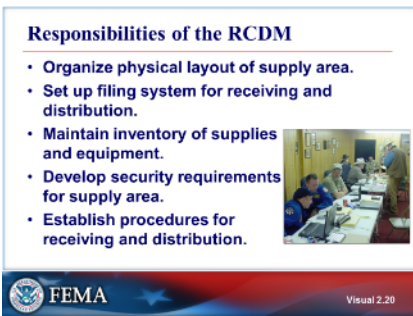 Responsibilities of the RCDM
• Organize physical layout of supply area.
• Set up filing system for receiving and
distribution.
• Maintain inventory of supplies
and equipment.
• Develop security requirements
for supply area.
• Establish procedures for
receiving and distribution.
FEMA
Visual 2.20